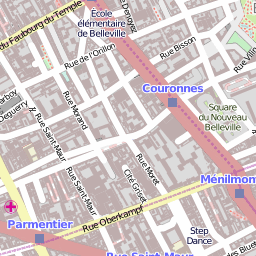 du Faubourg du Temple
École
élémentaire
de Belleville
Rue de l'Orillon
Rue Bisson
Couronnes
Square
du Nouveau
Belleville
Deguerry
Rue Morand
Rue Saint-Maur
Rue Saint-Maur
Cité Griset
Rue Moret
Ménilmont
Rue Oberkampf
Parmentier
Step
Dance
Rue Saint-Maur